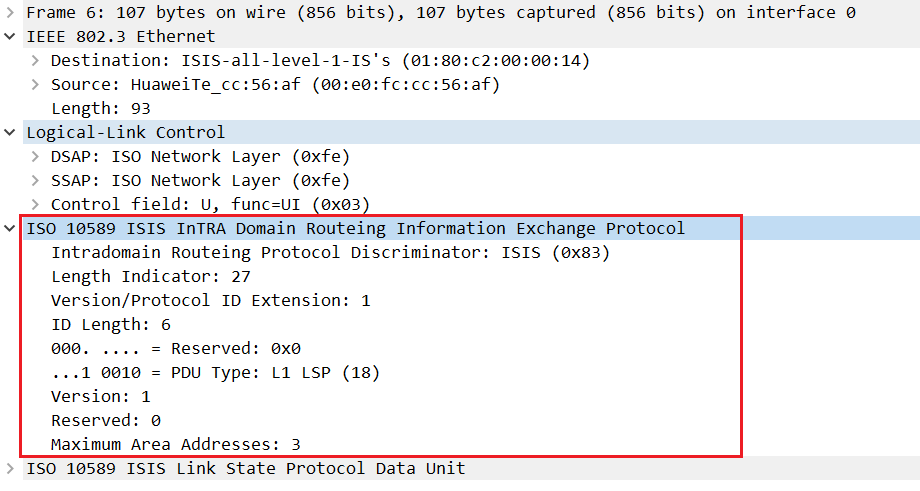 Frame 6: 107 bytes on wire (856 bits), 107 bytes captured (856 bits) on interface 0
IEEE 802.3 Ethernet
Destination: ISIS-all-level-1-IS's (01:80:c2:00:00:14)
Source: HuaweiTe_cc:56:af (00:e0:fc:cc:56:af)
Length: 93
Logical-Link Control
DSAP: ISO Network Layer (0xfe)
SSAP: ISO Network Layer (0xfe)
Control field: U, func=UI (0x03)
ISO 10589 ISIS InTRA Domain Routeing Information Exchange Protocol
Intradomain Routeing Protocol Discriminator: ISIS (0x83)
Length Indicator: 27
Version/Protocol ID Extension: 1
ID Length: 6
000. .... = Reserved: 0x0
...1 0010 = PDU Type: L1 LSP (18)
Version: 1
Reserved: 0
Maximum Area Addresses: 3
ISO 10589 ISIS Link State Protocol Data Unit